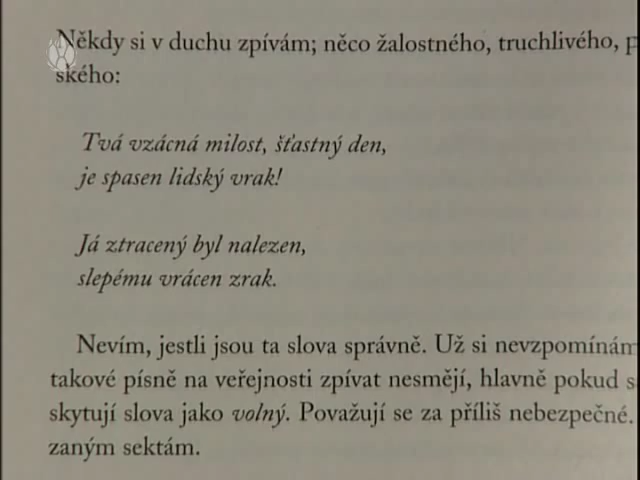 Někdy si v duchu zpívám; něco žalostného, truchlivého, p
ského:
Tvá vzácná milost, šťastný den,
je spasen lidský vrak!
Já ztracený byl nalezen,
slepému vrácen zrak.
Nevím, jestli jsou ta slova správně. Už si nevzpomínám
takové písně na veřejnosti zpívat nesmějí, hlavně pokud s
skytují slova jako volný. Považují se za příliš nebezpečné.
zaným sektám.